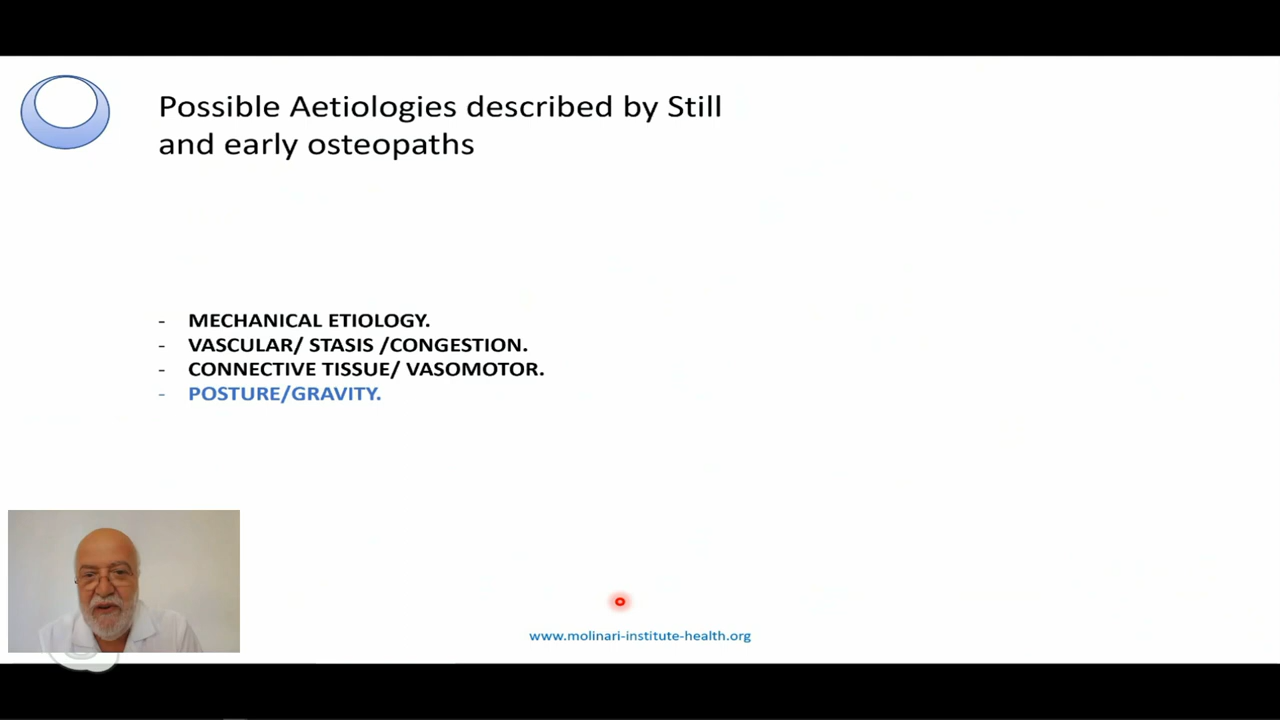 Possible Aetiologies described by Still
and early osteopaths
- MECHANICAL ETIOLOGY.
- VASCULAR/ STASIS /CONGESTION.
- CONNECTIVE TISSUE/ VASOMOTOR.
- POSTURE/GRAVITY.
www.molinari-institute-health.org